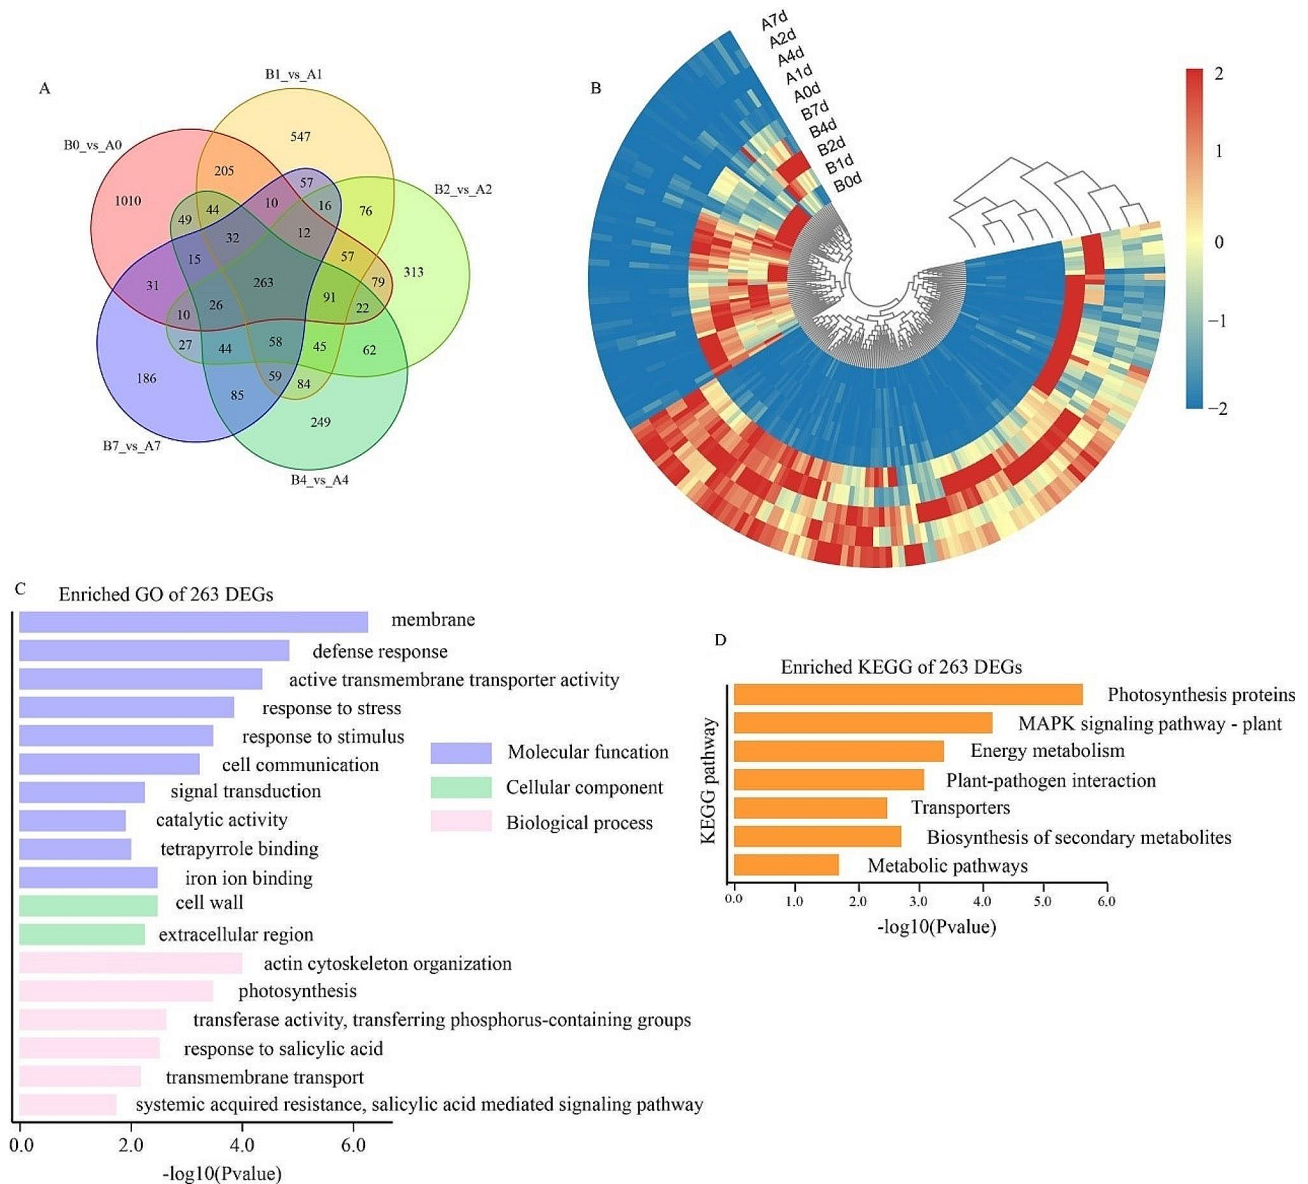 A
B1_vs_A1
B0_vs_A0
B2_vs_A2
B7_vs_A7
B4_vs_A4
547
205
57
1010
10
16
76
49
44
32
12
15
57
313
31
263
79
26
91
22
10
27
44
58
45
62
186
59
84
85
249
B
A7d
A2d
A4d
A1d
A0d
B7d
B4d
B2d
B1d
B0d
2
1
0
−1
−2
C
Enriched GO of 263 DEGs
membrane
defense response
active transmembrane transporter activity
response to stress
response to stimulus
cell communication
signal transduction
catalytic activity
tetrapyrrole binding
iron ion binding
cell wall
extracellular region
actin cytoskeleton organization
photosynthesis
transferase activity, transferring phosphorus-containing groups
response to salicylic acid
transmembrane transport
systemic acquired resistance, salicylic acid mediated signaling pathway
0.0 2.0 4.0 6.0
-log10(Pvalue)
Molecular funcation
Cellular component
Biological process
D
Enriched KEGG of 263 DEGs
KEGG pathway
Photosynthesis proteins
MAPK signaling pathway - plant
Energy metabolism
Plant-pathogen interaction
Transporters
Biosynthesis of secondary metabolites
Metabolic pathways
0.0 1.0 2.0 3.0 4.0 5.0 6.0
-log10(Pvalue)